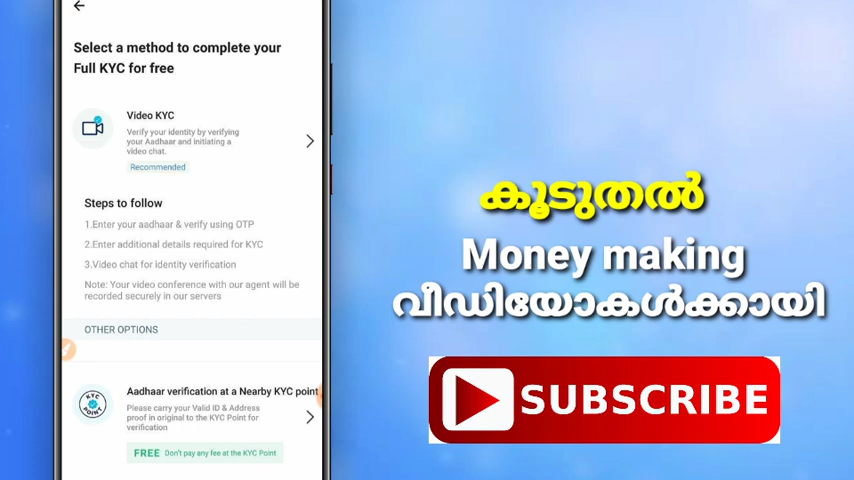 Select a method to complete your
Full KYC for free
Video KYC
Verify your identity by verifying
your Aadhaar and initiating a
video chat.
Recommended
Steps to follow
1.Enter your aadhaar & verify using OTP
2.Enter additional details required for KYC
3.Video chat for identity verification
Note: Your video conference with our agent will be
recorded securely in our servers
OTHER OPTIONS
KYC
POINT
Aadhaar verification at a Nearby KYC point
Please carry your Valid ID & Address
proof in original to the KYC Point for
verification
FREE Don't pay any fee at the KYC Point
കൂടുതൽ
Money making
വീഡിയോകൾക്കായി
SUBSCRIBE